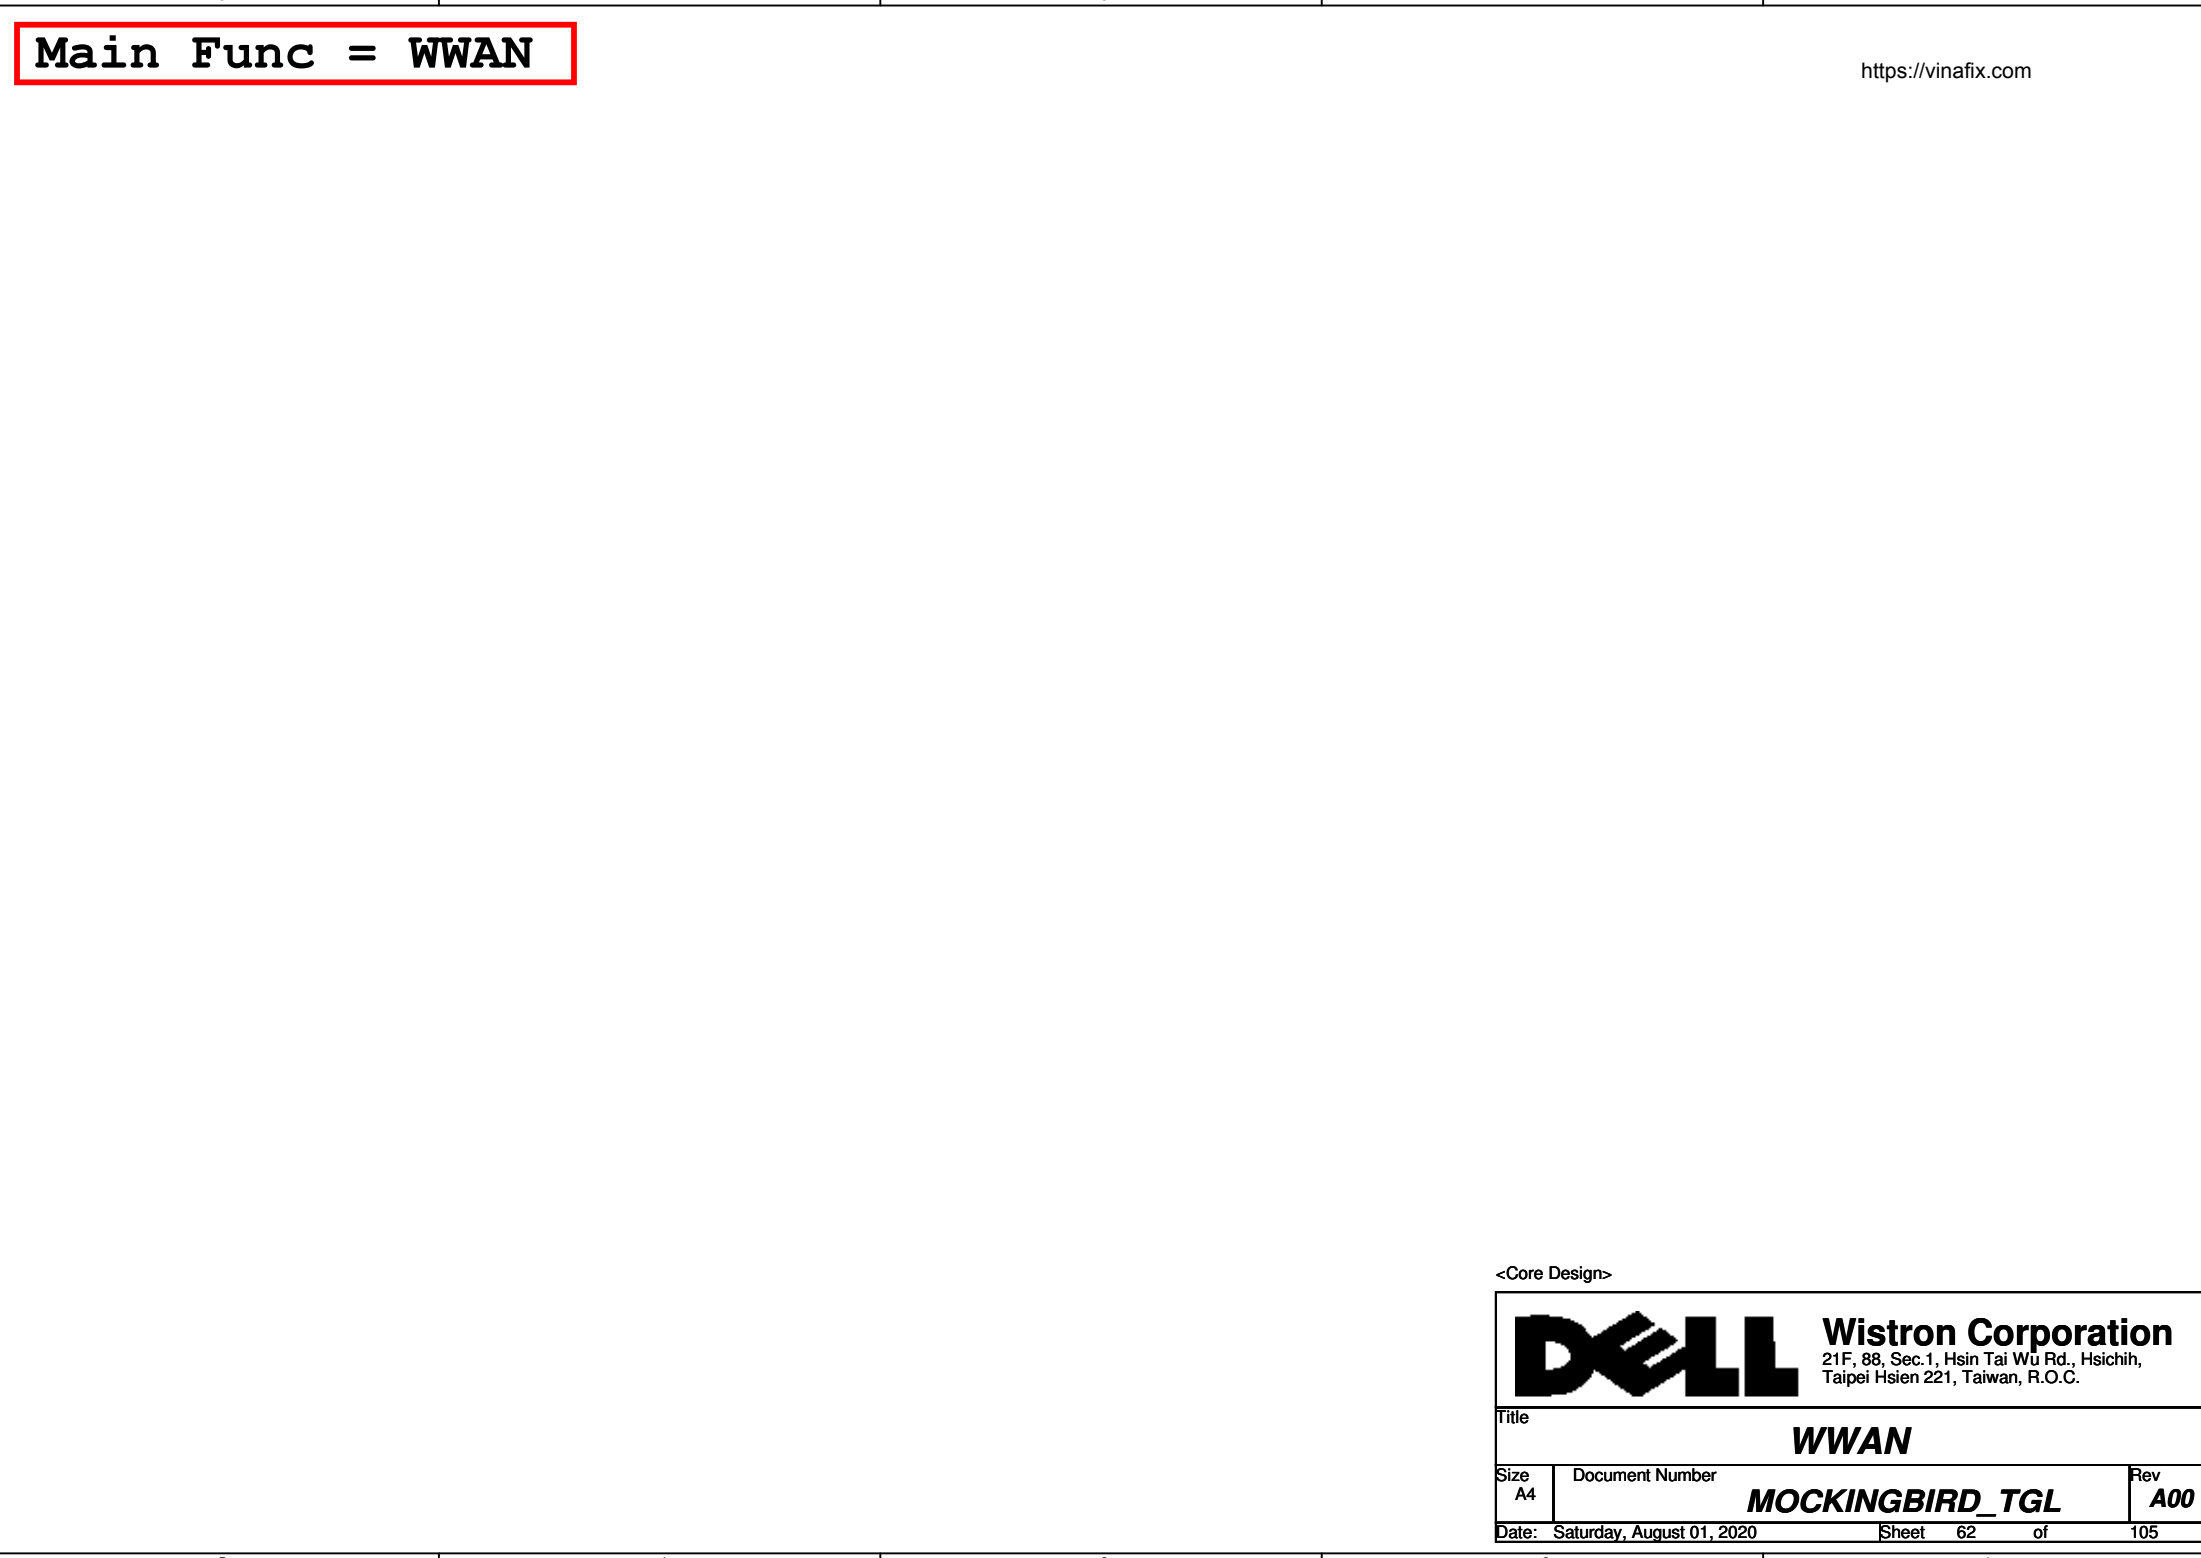 Main Func = WWAN
https://vinafix.com
<Core Design>
DELL
Wistron Corporation
21F, 88, Sec.1, Hsin Tai Wu Rd., Hsichih,
Taipei Hsien 221, Taiwan, R.O.C.
Title
WWAN
Size
A4
Document Number
MOCKINGBIRD_TGL
Rev
A00
Date: Saturday, August 01, 2020 Sheet 62 of 105